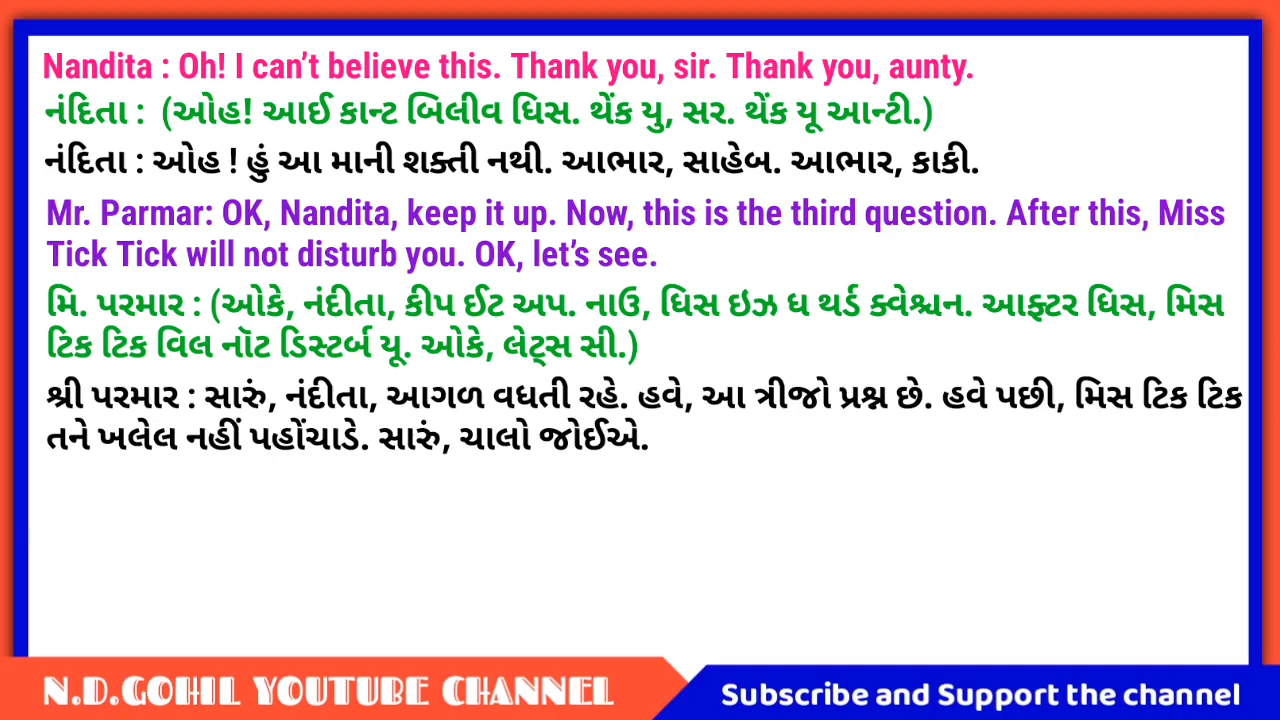 Nandita : Oh! I can’t believe this. Thank you, sir. Thank you, aunty.
નંદિતા : (ઓહ! આઈ કાન્ટ બિલીવ ધિસ. થેંક યુ, સર. થેંક યૂ આન્ટી.)
નંદિતા : ઓહ ! હું આ માની શક્તી નથી. આભાર, સાહેબ. આભાર, કાકી.
Mr. Parmar: OK, Nandita, keep it up. Now, this is the third question. After this, Miss
Tick Tick will not disturb you. OK, let’s see.
મિ. પરમાર : (ઓકે, નંદીતા, કીપ ઈટ અપ. નાઉ, ધિસ ઇઝ ધ થર્ડ ક્વેશ્ચન. આફ્ટર ધિસ, મિસ
ટિક ટિક વિલ નૉટ ડિસ્ટર્બ યૂ. ઓકે, લેટ્સ સી.)
શ્રી પરમાર : સારું, નંદીતા, આગળ વધતી રહે. હવે, આ ત્રીજો પ્રશ્ન છે. હવે પછી, મિસ ટિક ટિક
તને ખલેલ નહીં પહોંચાડે. સારું, ચાલો જોઈએ.
N.D.GOHIL YOUTUBE CHANNEL
Subscribe and Support the channel